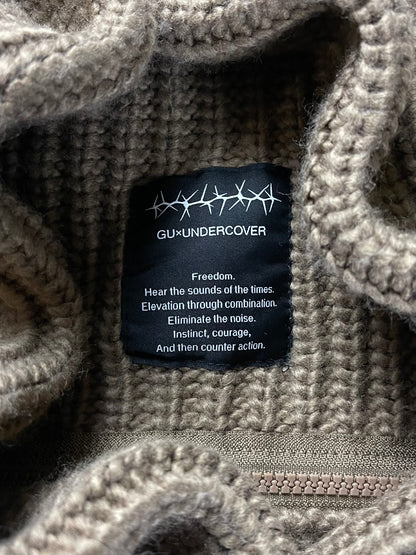 GU×UNDERCOVER
Freedom.
Hear the sounds of the times.
Elevation through combination.
Eliminate the noise.
Instinct, courage,
And then counter action.